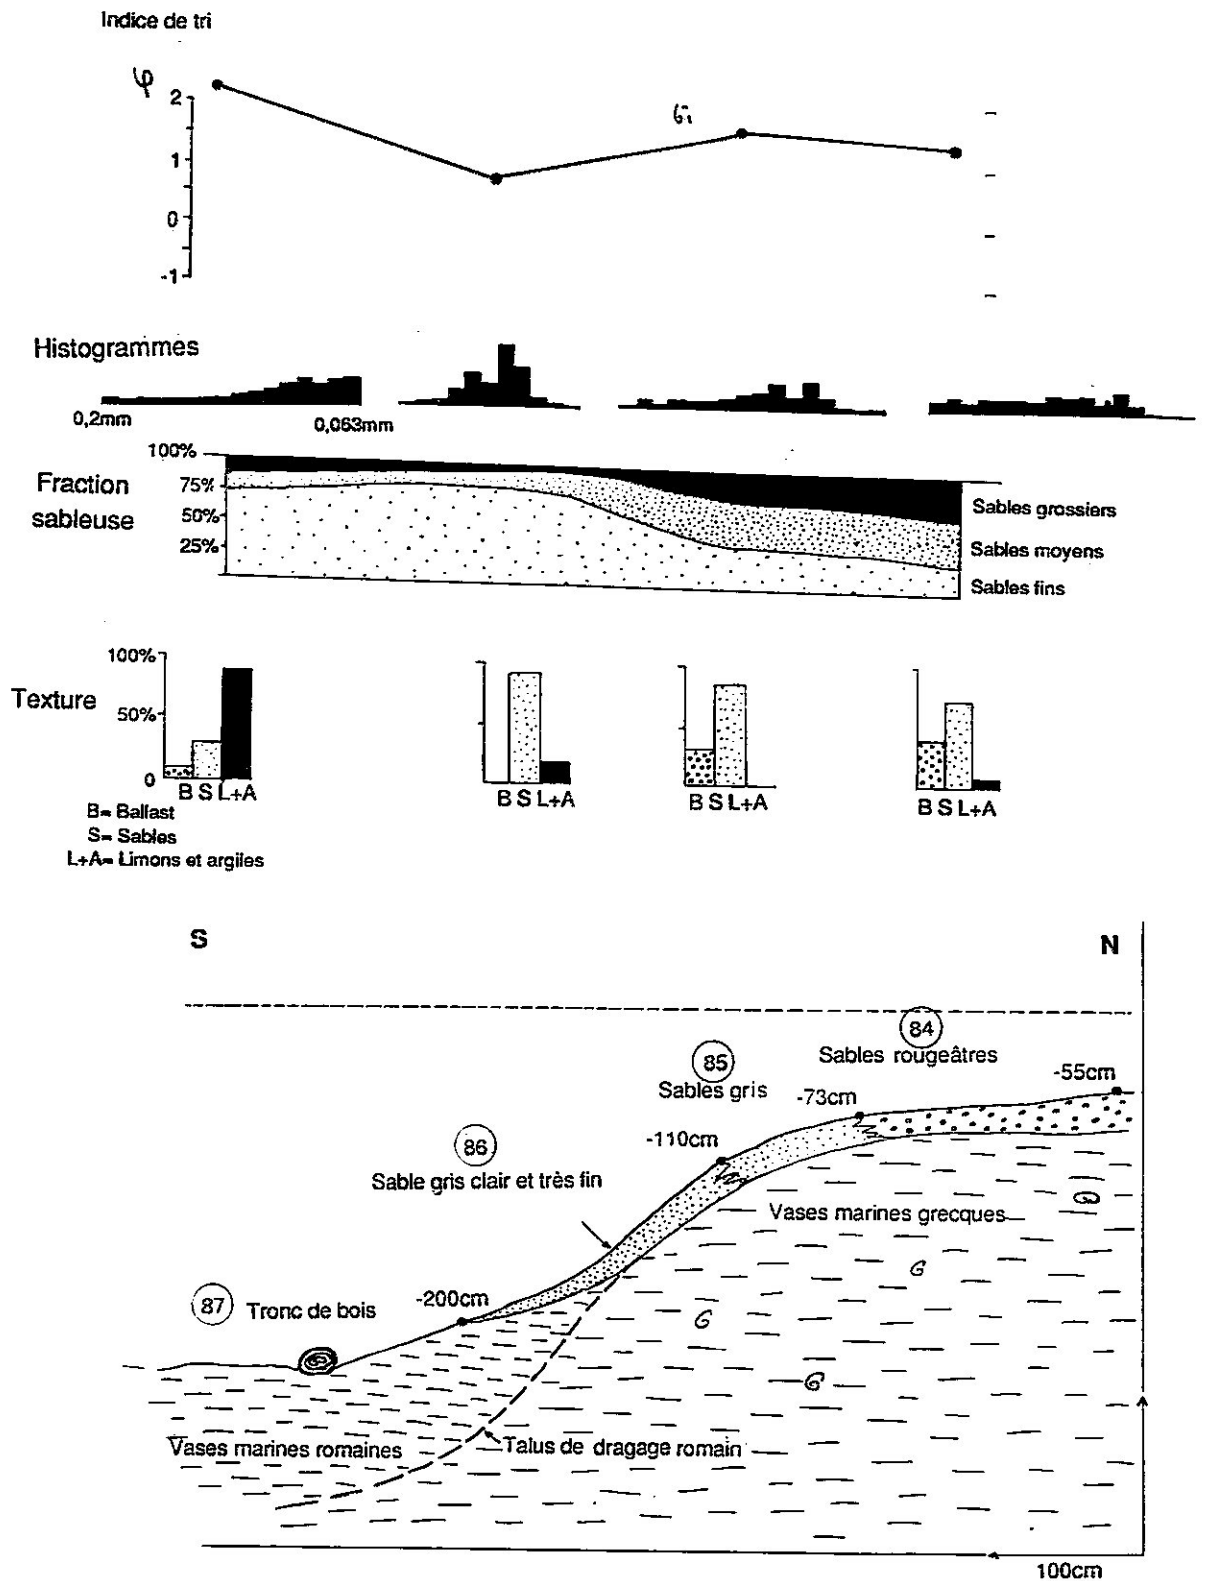 Indice de tri
φ
2
1
0
-1
σi
Histogrammes
0,2mm
0,063mm
Fraction
sableuse
100%
75%
50%
25%
Sables grossiers
Sables moyens
Sables fins
Texture
100%
50%
0
B S L+A
B S L+A
B S L+A
B S L+A
B= Ballast
S= Sables
L+A= Limons et argiles
S
N
84
Sables rougeâtres
85
Sables gris
-55cm
-73cm
-110cm
86
Sable gris clair et très fin
Vases marines grecques
87
Tronc de bois
-200cm
Vases marines romaines
Talus de dragage romain
100cm